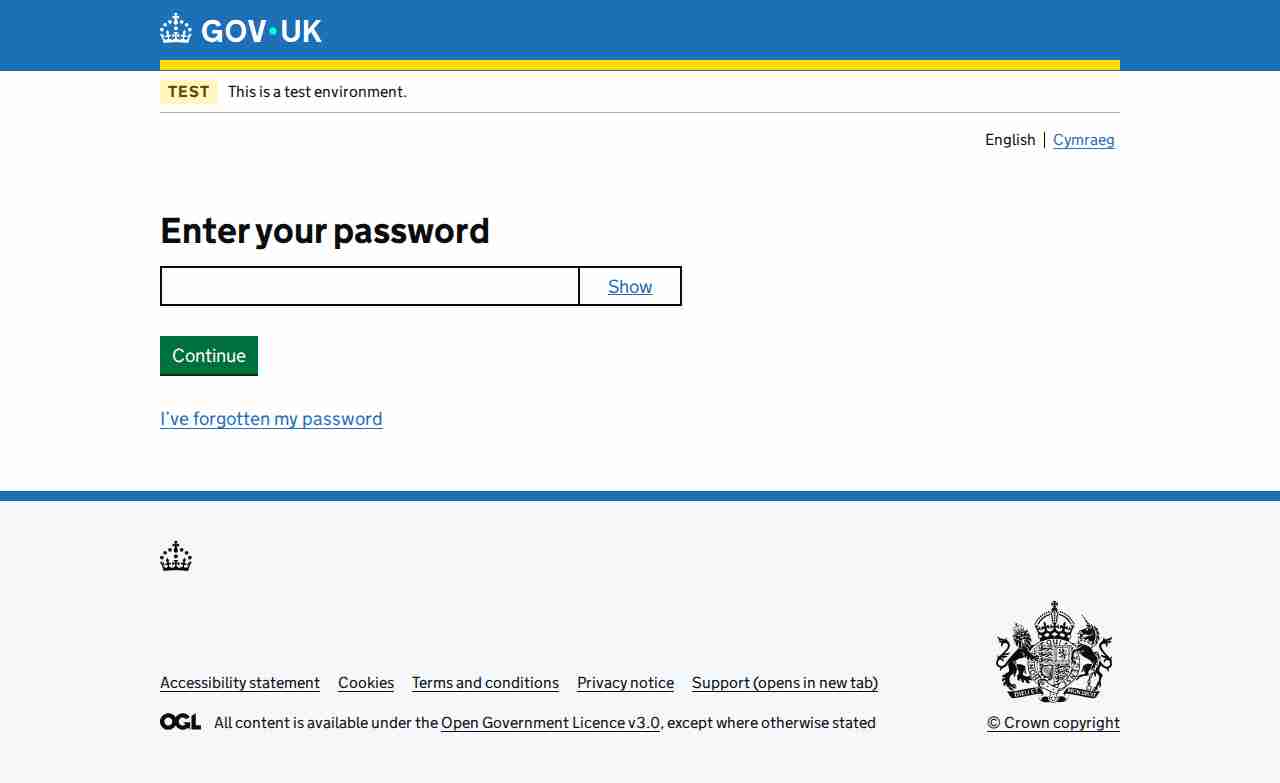 GOV·UK
TEST This is a test environment.
English Cymraeg
Enter your password
Show
Continue
I've forgotten my password
Accessibility statement Cookies Terms and conditions Privacy notice Support (opens in new tab)
OGL All content is available under the Open Government Licence v3.0, except where otherwise stated
© Crown copyright